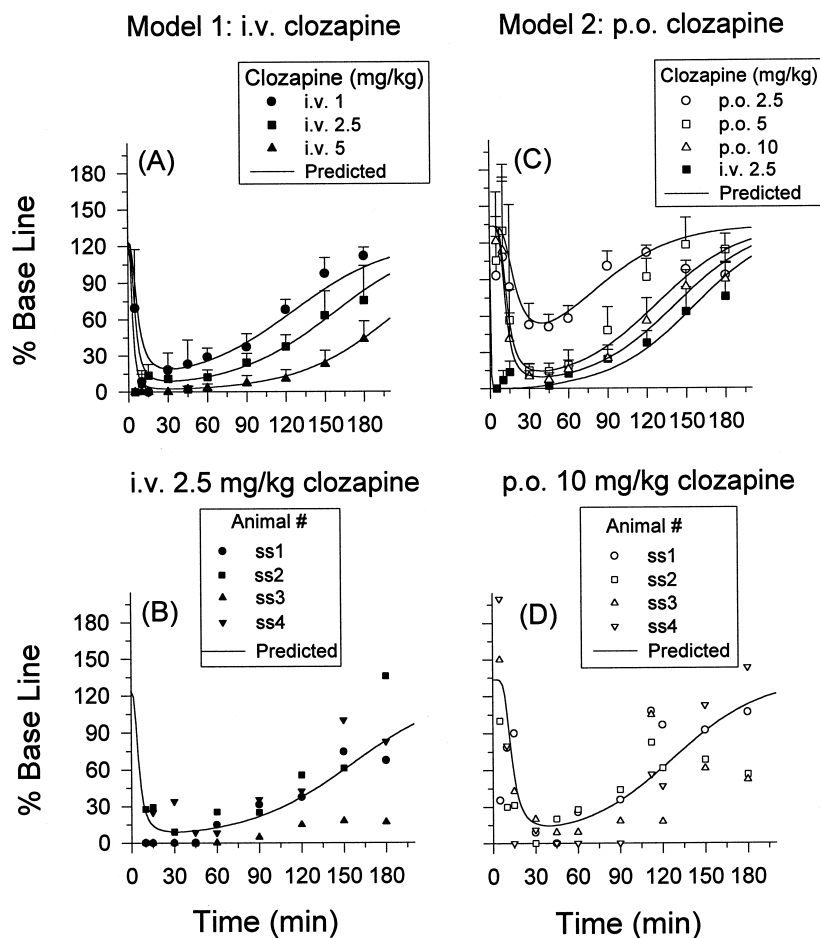 Model 1: i.v. clozapine
Clozapine (mg/kg)
i.v. 1
i.v. 2.5
i.v. 5
Predicted
(A)
180
150
120
90
60
30
0
% Base Line
0 30 60 90 120 150 180
Model 2: p.o. clozapine
Clozapine (mg/kg)
p.o. 2.5
p.o. 5
p.o. 10
i.v. 2.5
Predicted
(C)
0 30 60 90 120 150 180
i.v. 2.5 mg/kg clozapine
Animal #
ss1
ss2
ss3
ss4
Predicted
(B)
180
150
120
90
60
30
0
% Base Line
0 30 60 90 120 150 180
Time (min)
p.o. 10 mg/kg clozapine
Animal #
ss1
ss2
ss3
ss4
Predicted
(D)
0 30 60 90 120 150 180
Time (min)